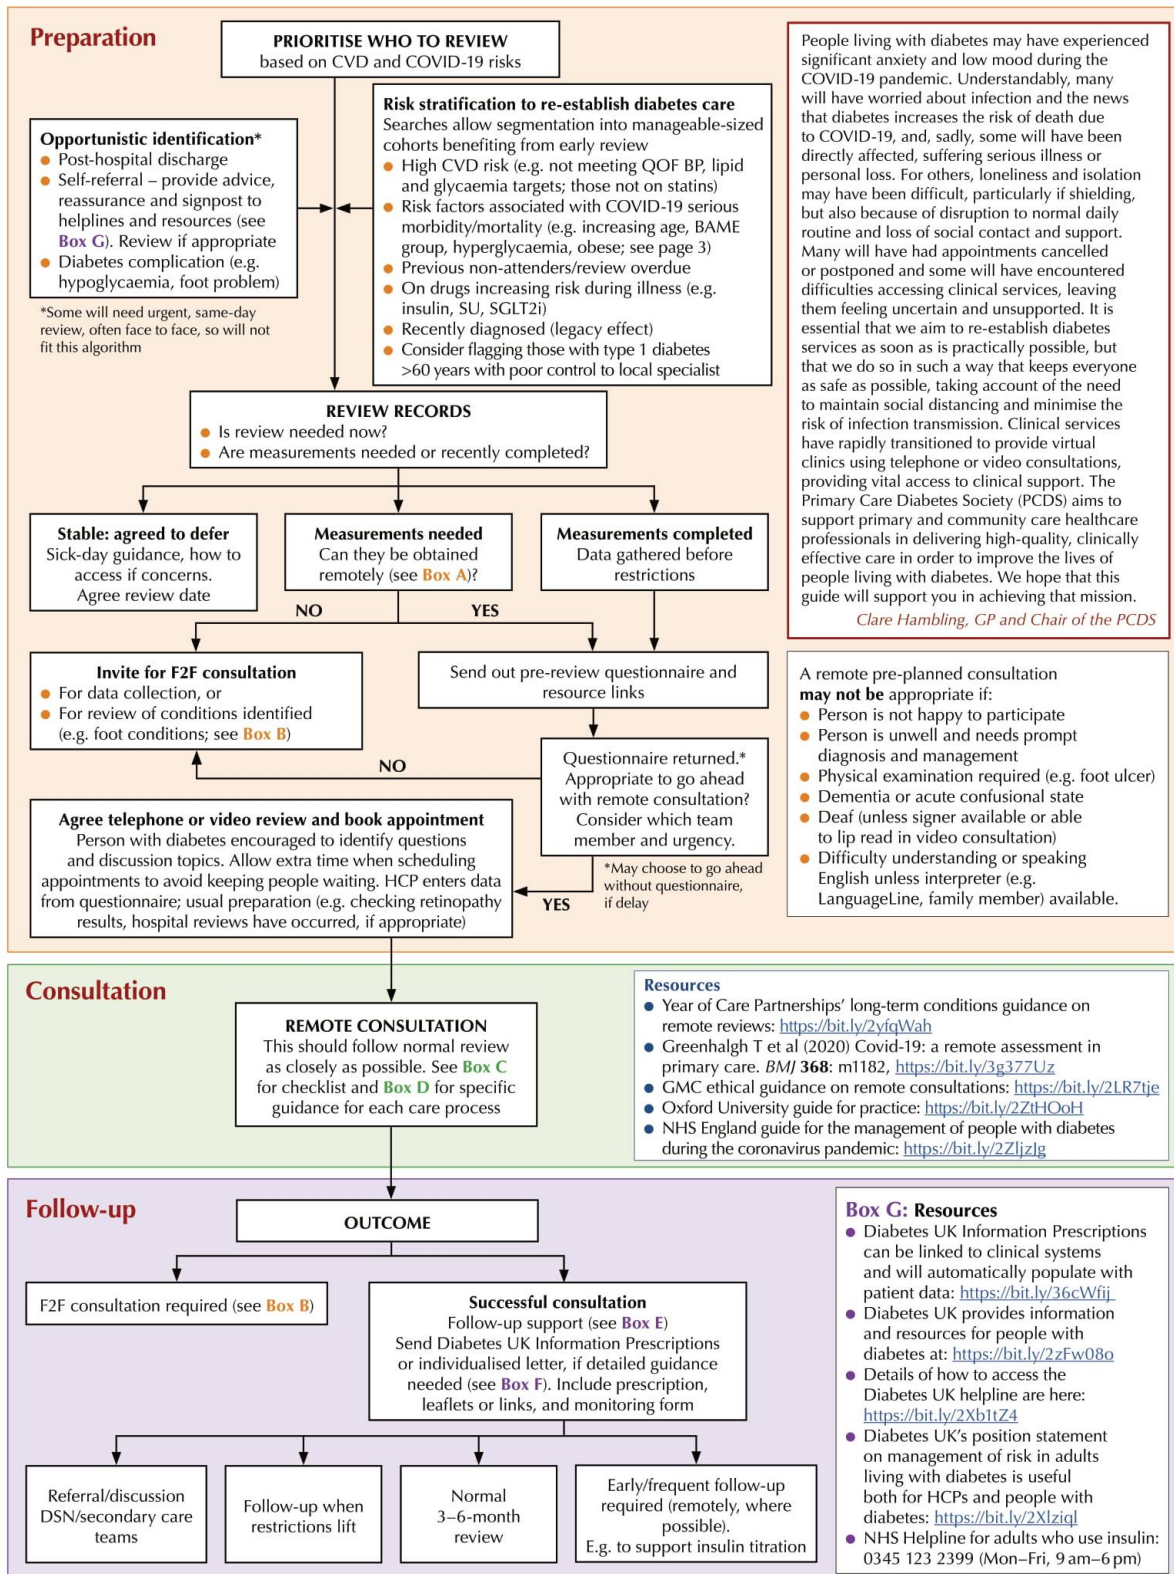 Preparation
PRIORITISE WHO TO REVIEW
based on CVD and COVID-19 risks
Opportunistic identification*
● Post-hospital discharge
● Self-referral – provide advice,
reassurance and signpost to
helplines and resources (see
Box G). Review if appropriate
● Diabetes complication (e.g.
hypoglycaemia, foot problem)
*Some will need urgent, same-day
review, often face to face, so will not
fit this algorithm
Risk stratification to re-establish diabetes care
Searches allow segmentation into manageable-sized
cohorts benefiting from early review
● High CVD risk (e.g. not meeting QOF BP, lipid
and glycaemia targets; those not on statins)
● Risk factors associated with COVID-19 serious
morbidity/mortality (e.g. increasing age, BAME
group, hyperglycaemia, obese; see page 3)
● Previous non-attenders/review overdue
● On drugs increasing risk during illness (e.g.
insulin, SU, SGLT2i)
● Recently diagnosed (legacy effect)
● Consider flagging those with type 1 diabetes
>60 years with poor control to local specialist
People living with diabetes may have experienced
significant anxiety and low mood during the
COVID-19 pandemic. Understandably, many
will have worried about infection and the news
that diabetes increases the risk of death due
to COVID-19, and, sadly, some will have been
directly affected, suffering serious illness or
personal loss. For others, loneliness and isolation
may have been difficult, particularly if shielding,
but also because of disruption to normal daily
routine and loss of social contact and support.
Many will have had appointments cancelled
or postponed and some will have encountered
difficulties accessing clinical services, leaving
them feeling uncertain and unsupported. It is
essential that we aim to re-establish diabetes
services as soon as is practically possible, but
that we do so in such a way that keeps everyone
as safe as possible, taking account of the need
to maintain social distancing and minimise the
risk of infection transmission. Clinical services
have rapidly transitioned to provide virtual
clinics using telephone or video consultations,
providing vital access to clinical support. The
Primary Care Diabetes Society (PCDS) aims to
support primary and community care healthcare
professionals in delivering high-quality, clinically
effective care in order to improve the lives of
people living with diabetes. We hope that this
guide will support you in achieving that mission.
Clare Hambling, GP and Chair of the PCDS
REVIEW RECORDS
● Is review needed now?
● Are measurements needed or recently completed?
Stable: agreed to defer
Sick-day guidance, how to
access if concerns.
Agree review date
Measurements needed
Can they be obtained
remotely (see Box A)?
Measurements completed
Data gathered before
restrictions
NO
YES
Invite for F2F consultation
● For data collection, or
● For review of conditions identified
(e.g. foot conditions; see Box B)
Send out pre-review questionnaire and
resource links
NO
Questionnaire returned.*
Appropriate to go ahead
with remote consultation?
Consider which team
member and urgency.
*May choose to go ahead
without questionnaire,
if delay
YES
Agree telephone or video review and book appointment
Person with diabetes encouraged to identify questions
and discussion topics. Allow extra time when scheduling
appointments to avoid keeping people waiting. HCP enters data
from questionnaire; usual preparation (e.g. checking retinopathy
results, hospital reviews have occurred, if appropriate)
A remote pre-planned consultation
may not be appropriate if:
● Person is not happy to participate
● Person is unwell and needs prompt
diagnosis and management
● Physical examination required (e.g. foot ulcer)
● Dementia or acute confusional state
● Deaf (unless signer available or able
to lip read in video consultation)
● Difficulty understanding or speaking
English unless interpreter (e.g.
LanguageLine, family member) available.
Consultation
REMOTE CONSULTATION
This should follow normal review
as closely as possible. See Box C
for checklist and Box D for specific
guidance for each care process
Resources
● Year of Care Partnerships’ long-term conditions guidance on
remote reviews: https://bit.ly/2yfqWah
● Greenhalgh T et al (2020) Covid-19: a remote assessment in
primary care. BMJ 368: m1182, https://bit.ly/3g377Uz
● GMC ethical guidance on remote consultations: https://bit.ly/2LR7tje
● Oxford University guide for practice: https://bit.ly/2ZtHOoH
● NHS England guide for the management of people with diabetes
during the coronavirus pandemic: https://bit.ly/2ZljzJg
Follow-up
OUTCOME
F2F consultation required (see Box B)
Successful consultation
Follow-up support (see Box E)
Send Diabetes UK Information Prescriptions
or individualised letter, if detailed guidance
needed (see Box F). Include prescription,
leaflets or links, and monitoring form
Referral/discussion
DSN/secondary care
teams
Follow-up when
restrictions lift
Normal
3–6-month
review
Early/frequent follow-up
required (remotely, where
possible).
E.g. to support insulin titration
Box G: Resources
● Diabetes UK Information Prescriptions
can be linked to clinical systems
and will automatically populate with
patient data: https://bit.ly/36cWfij
● Diabetes UK provides information
and resources for people with
diabetes at: https://bit.ly/2zFw08o
● Details of how to access the
Diabetes UK helpline are here:
https://bit.ly/2Xb1tZ4
● Diabetes UK’s position statement
on management of risk in adults
living with diabetes is useful
both for HCPs and people with
diabetes: https://bit.ly/2Xlziql
● NHS Helpline for adults who use insulin:
0345 123 2399 (Mon–Fri, 9 am–6 pm)